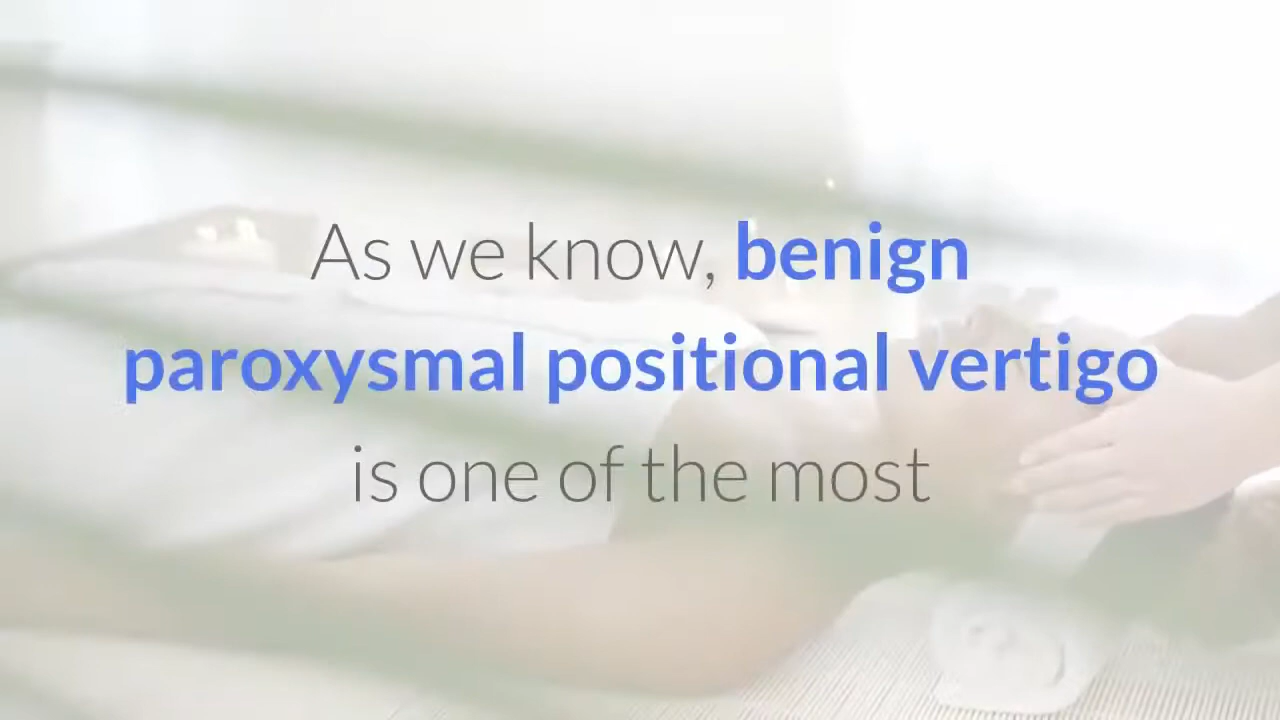 As we know, benign
paroxysmal positional vertigo
is one of the most